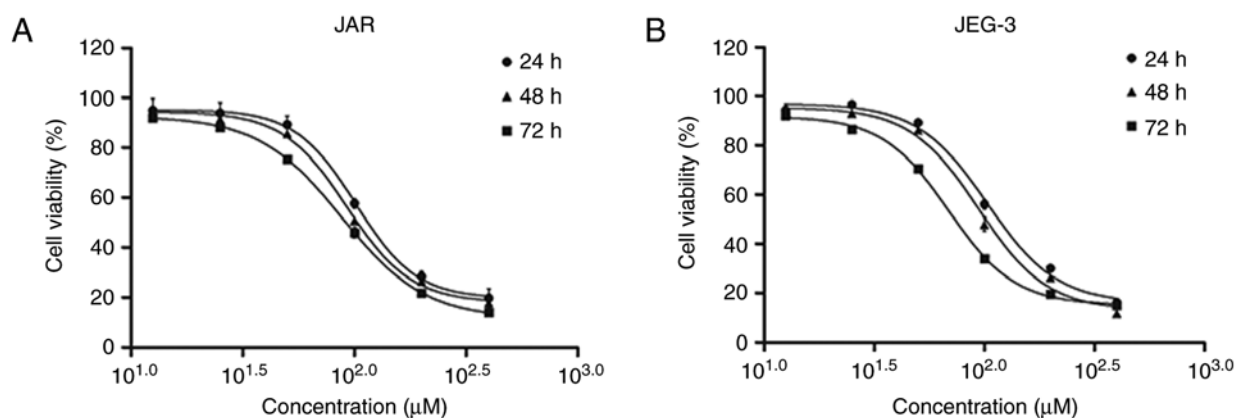 A
JAR
120
100
80
60
40
20
0
Cell viability (%)
24 h
48 h
72 h
10^1.0 10^1.5 10^2.0 10^2.5 10^3.0
Concentration (μM)
B
JEG-3
120
100
80
60
40
20
0
Cell viability (%)
24 h
48 h
72 h
10^1.0 10^1.5 10^2.0 10^2.5 10^3.0
Concentration (μM)